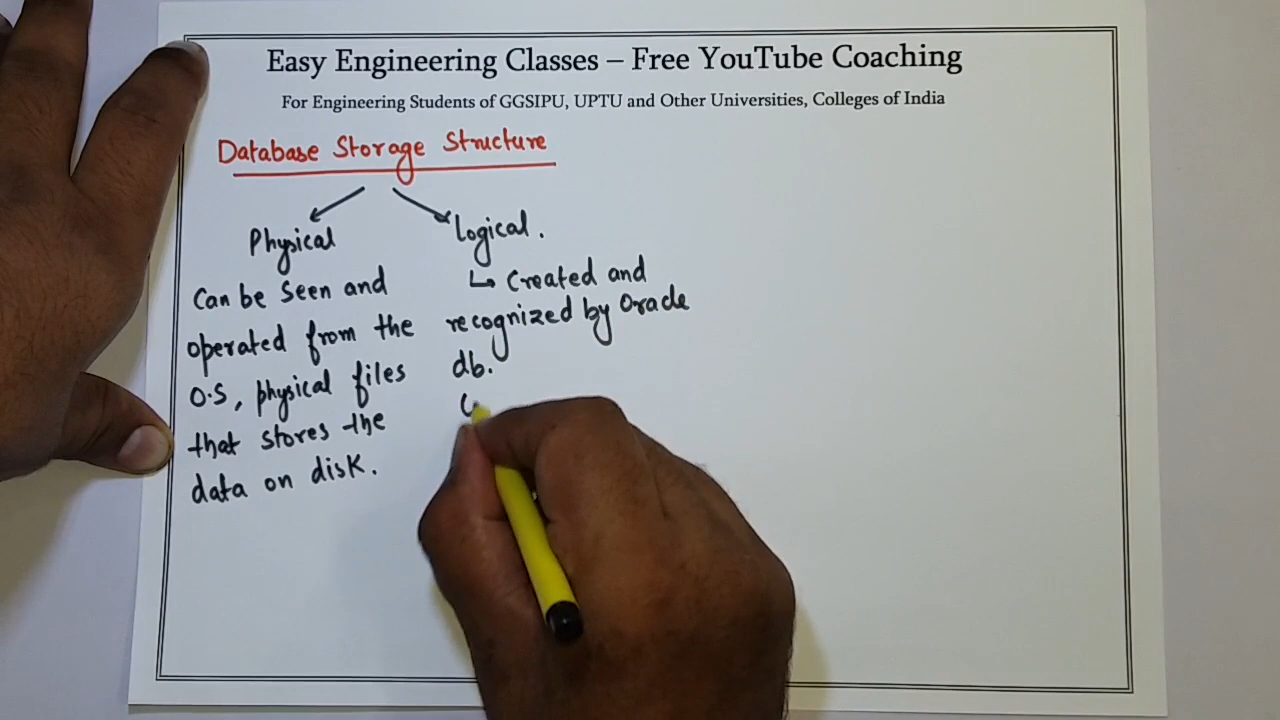 Easy Engineering Classes – Free YouTube Coaching
For Engineering Students of GGSIPU, UPTU and Other Universities, Colleges of India
Database Storage Structure
Physical
Can be seen and
operated from the
O.S, physical files
that stores the
data on disk.
Logical.
↳ Created and
recognized by Oracle
db.